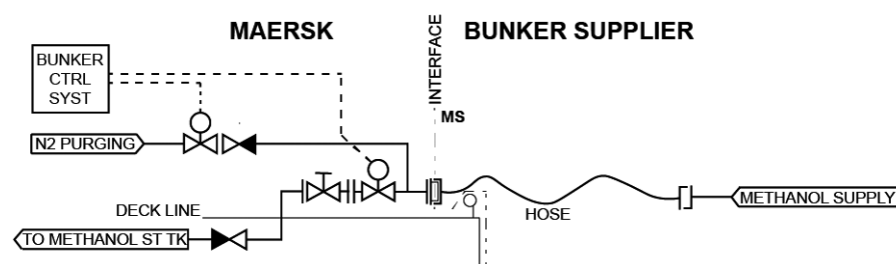 MAERSK
BUNKER SUPPLIER
BUNKER
CTRL
SYST
INTERFACE
MS
N2 PURGING
DECK LINE
HOSE
METHANOL SUPPLY
TO METHANOL ST TK